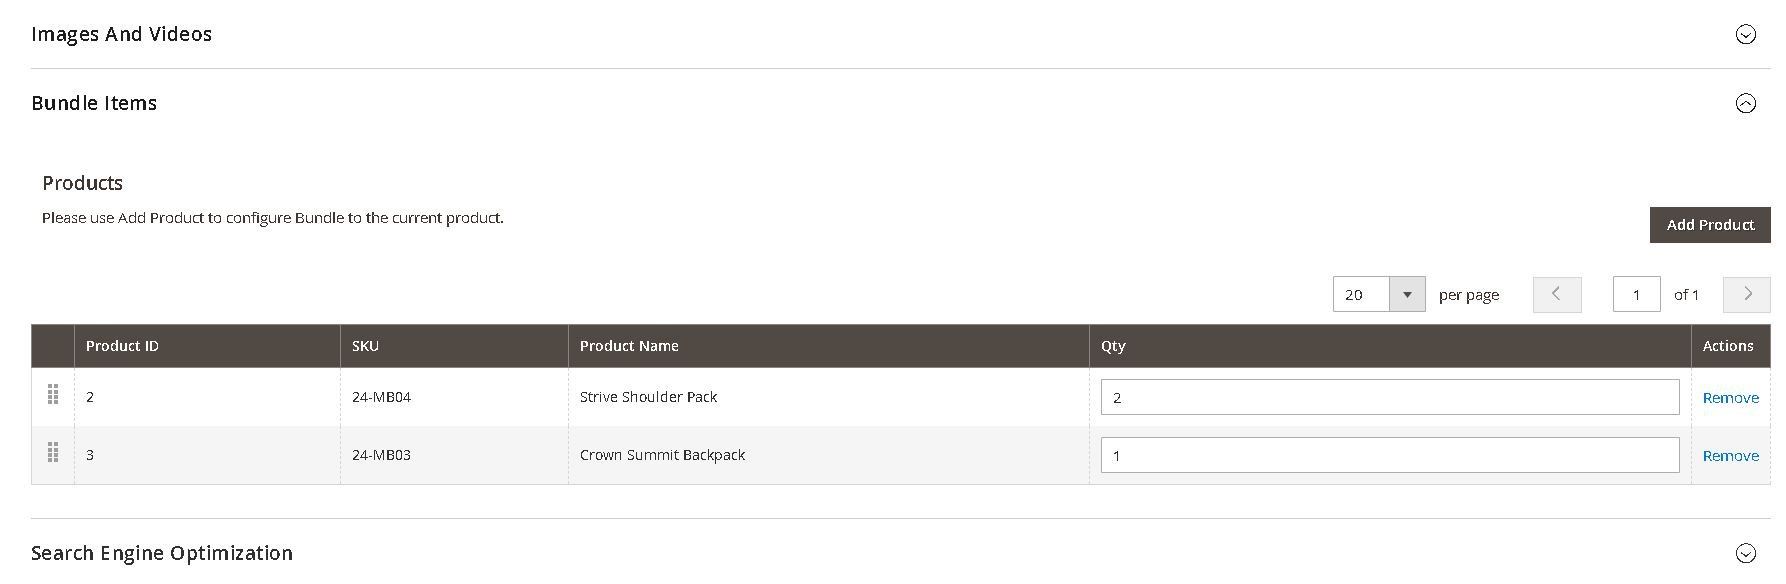 Images And Videos
Bundle Items
Products
Please use Add Product to configure Bundle to the current product.
Add Product
20 per page 1 of 1
Product ID SKU Product Name Qty Actions
2 24-MB04 Strive Shoulder Pack 2 Remove
3 24-MB03 Crown Summit Backpack 1 Remove
Search Engine Optimization